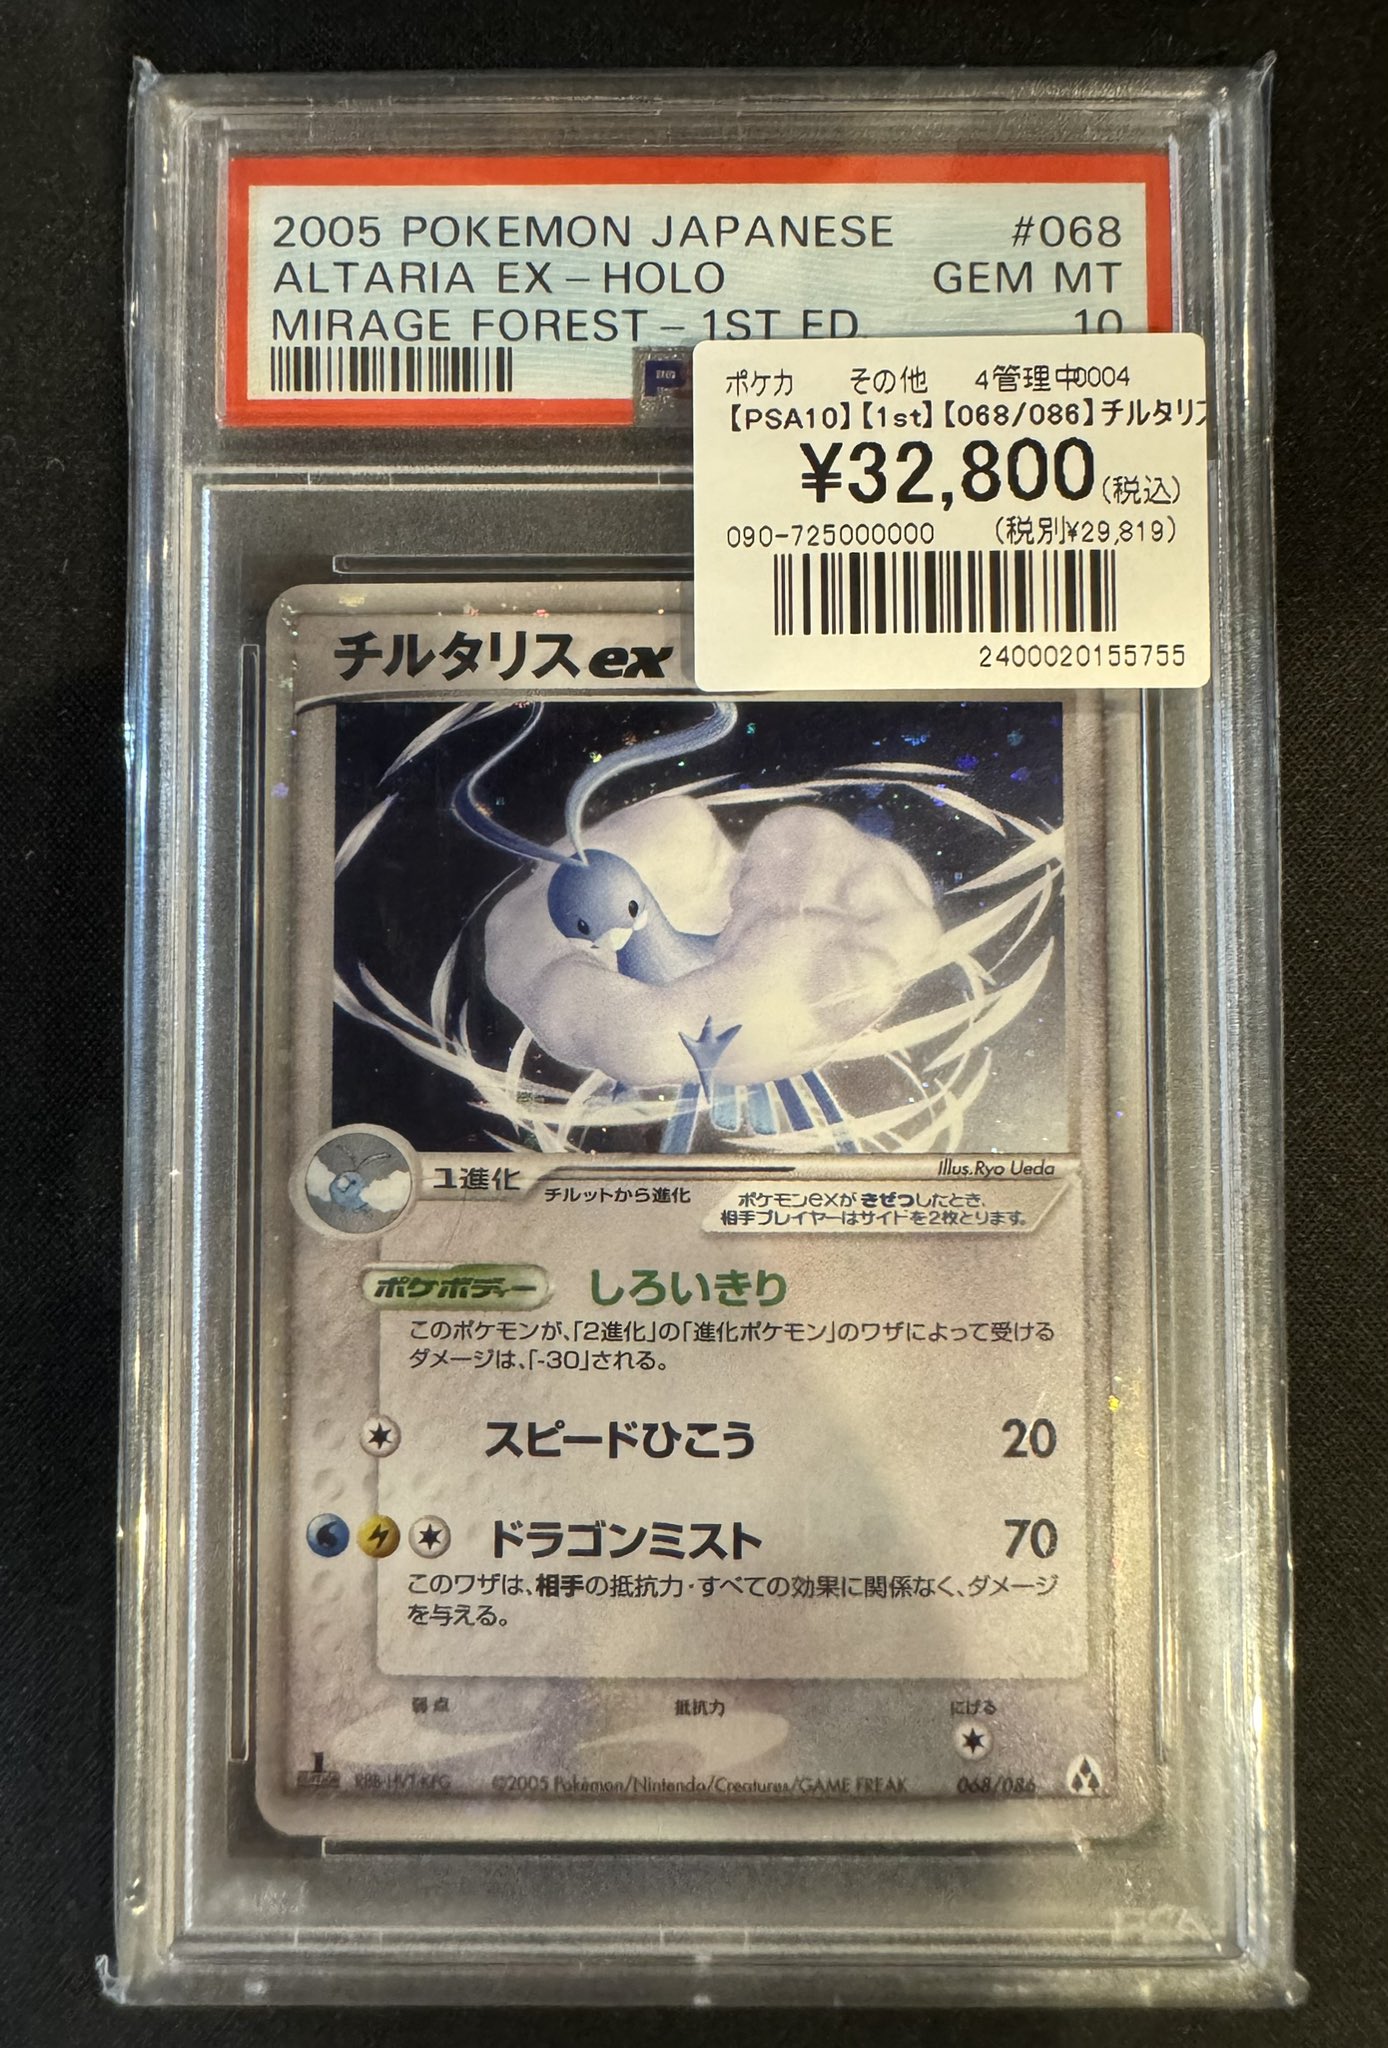 2005 POKEMON JAPANESE #068
ALTARIA EX - HOLO GEM MT
MIRAGE FOREST - 1ST ED. 10
ポケカ その他 4管理中0004
【PSA10】【1st】【068/086】チルタリス
¥32,800(税込)
090-725000000 (税別¥29,819)
2400020155755
チルタリスex
Illus.Ryo Ueda
1進化 チルットから進化
ポケモンexが きぜつしたとき、
相手プレイヤーはサイドを2枚とります。
ポケボディー しろいきり
このポケモンが、「2進化」の「進化ポケモン」のワザによって受ける
ダメージは、「-30」される。
スピードひこう 20
ドラゴンミスト 70
このワザは、相手の抵抗力・すべての効果に関係なく、ダメージ
を与える。
弱点 抵抗力 にげる
1 ©2005 Pokémon/Nintendo/Creatures/GAME FREAK 068/086